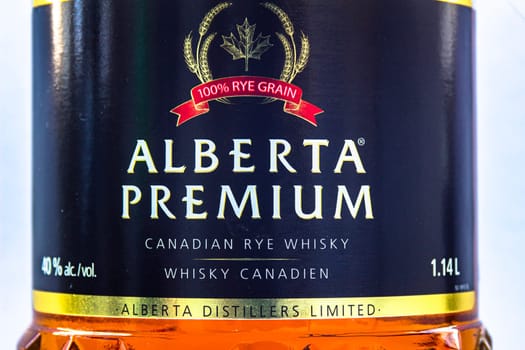 100% RYE GRAIN
ALBERTA®
PREMIUM
CANADIAN RYE WHISKY
WHISKY CANADIEN
40% alc./vol.
1.14 L
·ALBERTA DISTILLERS LIMITED·